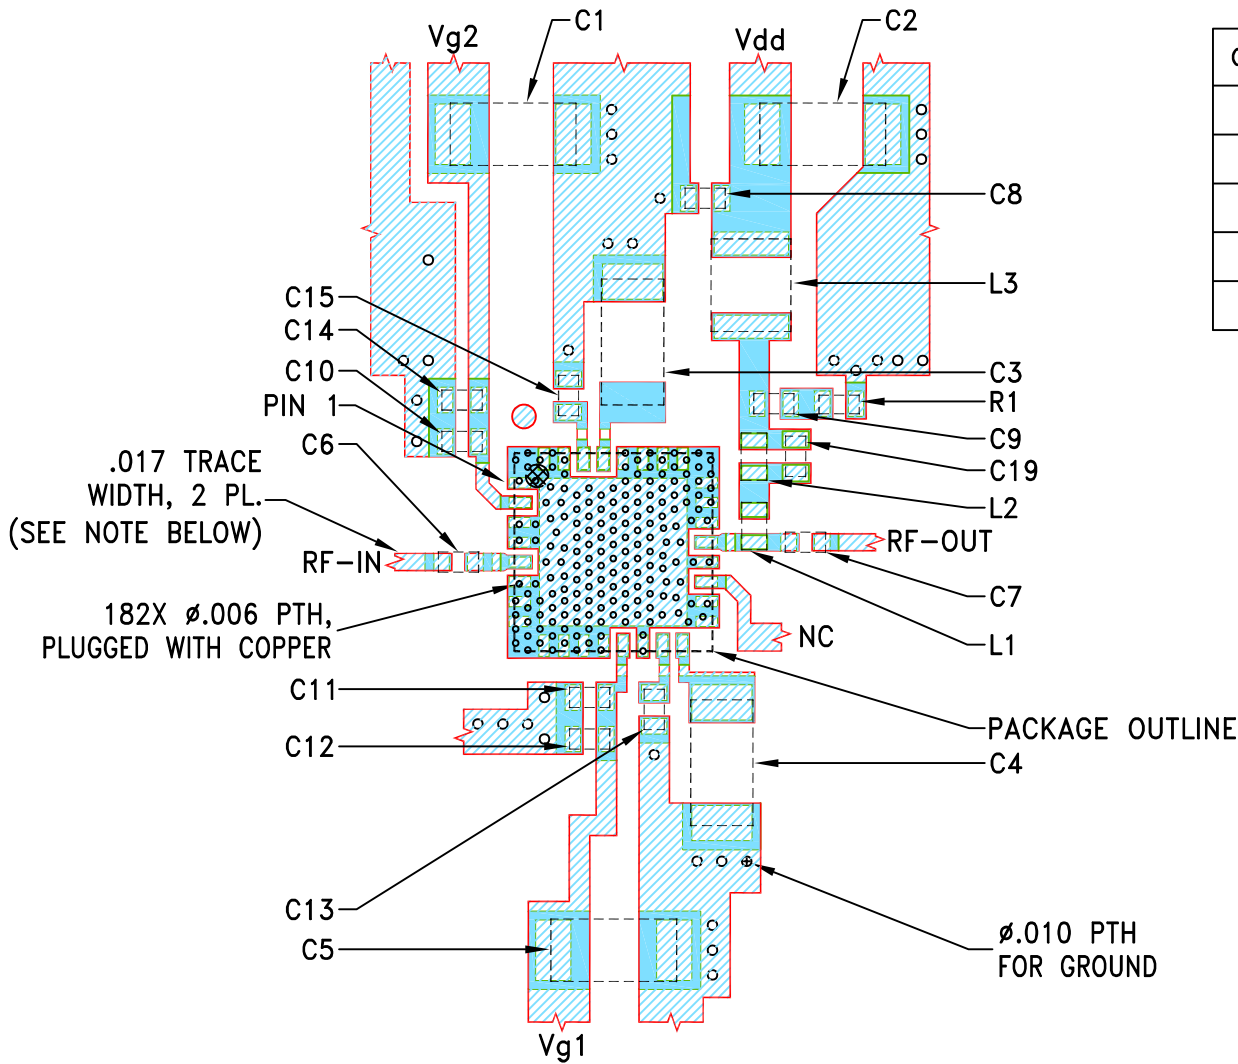 C1
C2
Vg2
Vdd
C
C8
C15
L3
C14
C10
C3
PIN 1
R1
C6
C9
.017 TRACE
WIDTH, 2 PL.
(SEE NOTE BELOW)
C19
L2
RF-IN
RF-OUT
182X ø.006 PTH,
PLUGGED WITH COPPER
C7
NC
L1
C11
PACKAGE OUTLINE
C12
C4
C13
C5
ø.010 PTH
FOR GROUND
Vg1